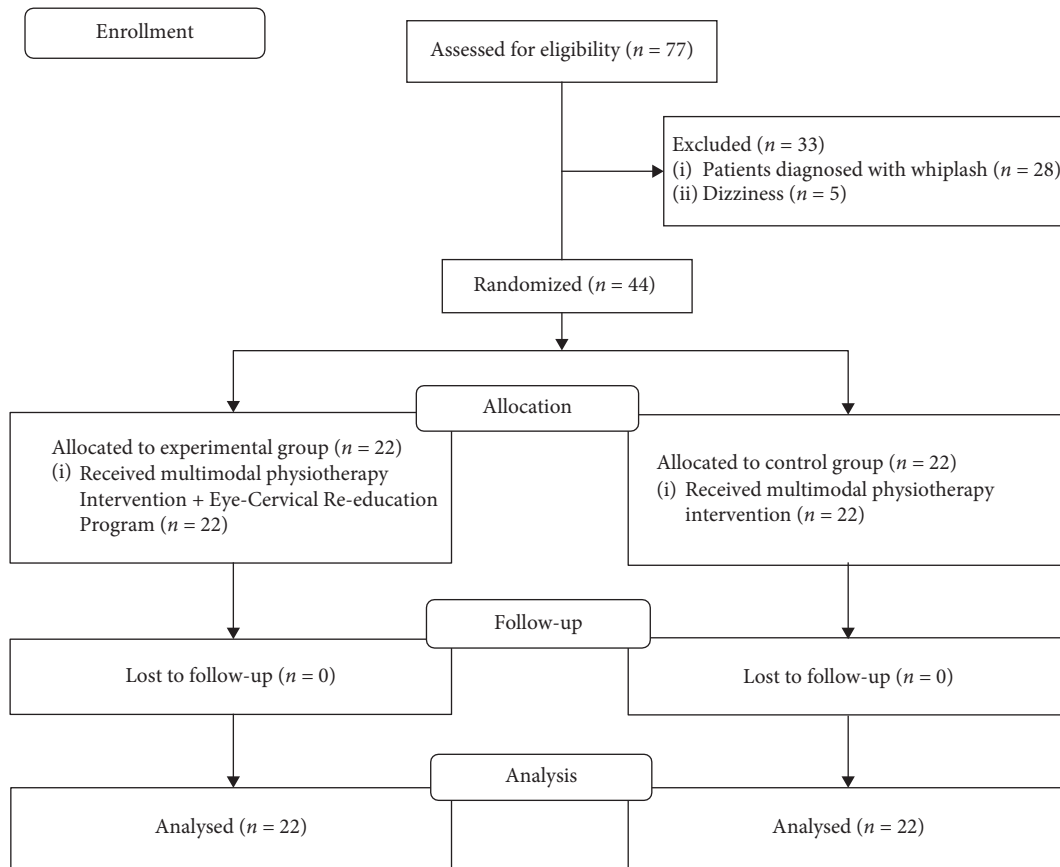 Enrollment
Assessed for eligibility (n = 77)
Excluded (n = 33)
(i) Patients diagnosed with whiplash (n = 28)
(ii) Dizziness (n = 5)
Randomized (n = 44)
Allocation
Allocated to experimental group (n = 22)
(i) Received multimodal physiotherapy
Intervention + Eye-Cervical Re-education
Program (n = 22)
Allocated to control group (n = 22)
(i) Received multimodal physiotherapy
intervention (n = 22)
Follow-up
Lost to follow-up (n = 0)
Lost to follow-up (n = 0)
Analysis
Analysed (n = 22)
Analysed (n = 22)